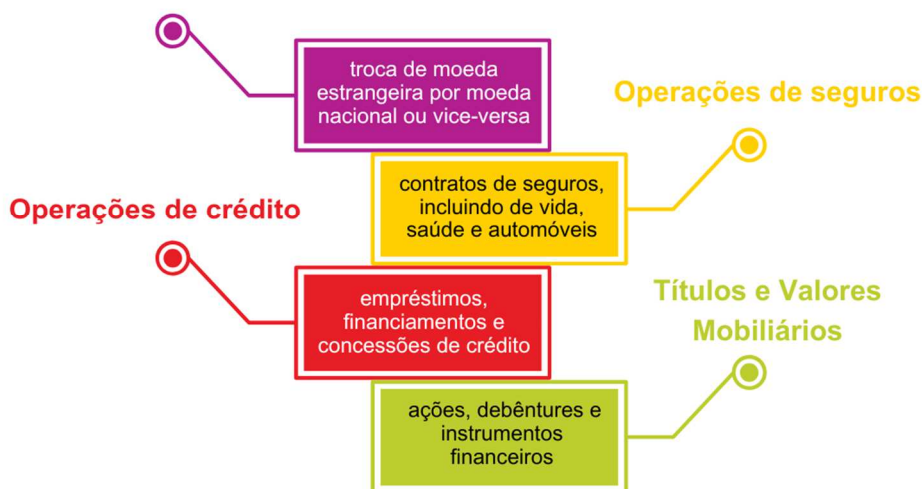 troca de moeda
estrangeira por moeda
nacional ou vice-versa
Operações de seguros
contratos de seguros,
incluindo de vida,
saúde e automóveis
Operações de crédito
empréstimos,
financiamentos e
concessões de crédito
Títulos e Valores
Mobiliários
ações, debêntures e
instrumentos
financeiros